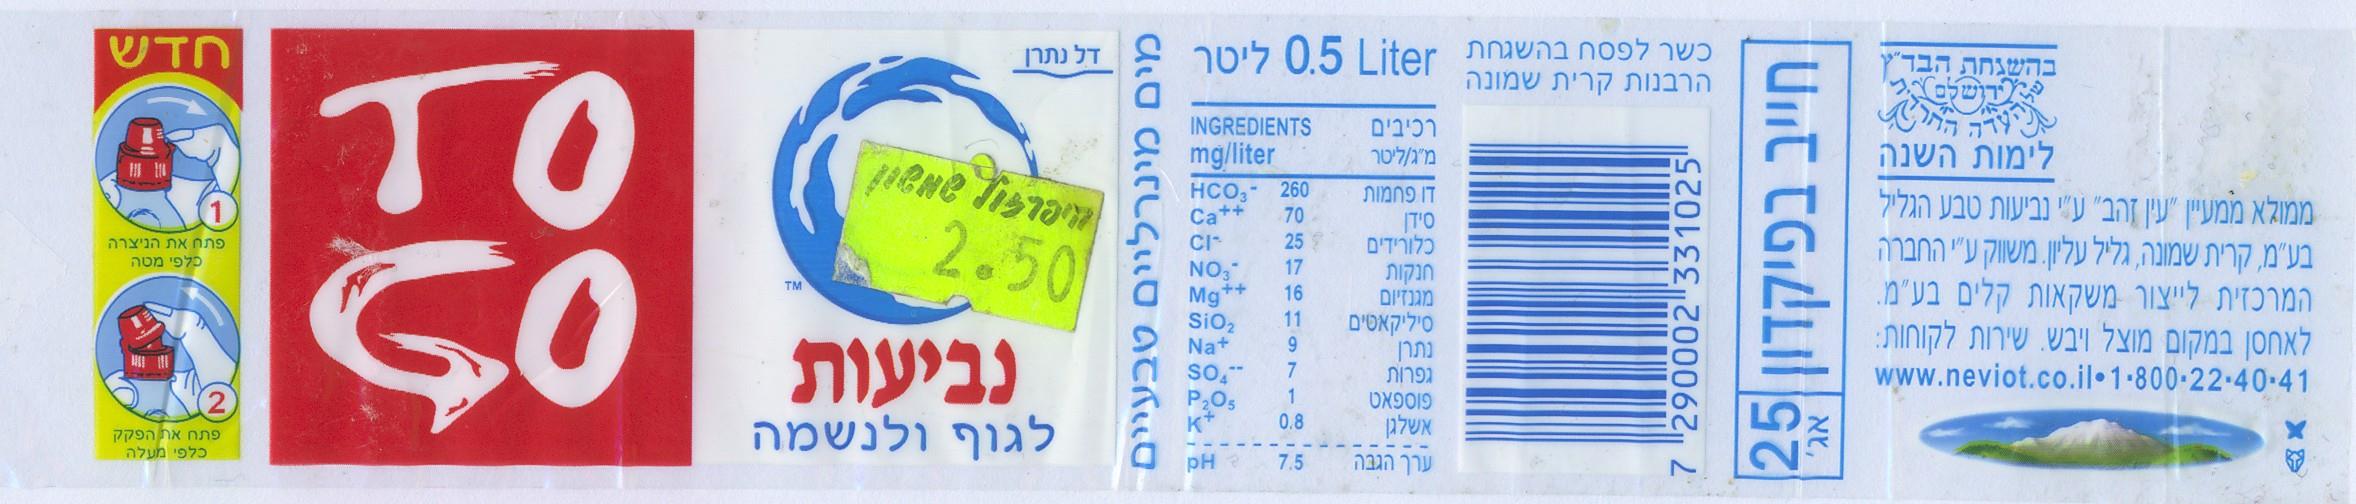 חדש
1
פתח את הניצרה
כלפי מטה
2
פתח את הפקק
כלפי מעלה
TO
GO
דל נתרן
היפרזול שמשון
2.50
TM
נביעות
לגוף ולנשמה
מים מינרליים טבעיים
0.5 Liter ליטר
INGREDIENTS רכיבים
mg/liter מ"ג/ליטר
HCO3- 260 דו פחמות
Ca++ 70 סידן
Cl- 25 כלורידים
NO3- 17 חנקות
Mg++ 16 מגנזיום
SiO2 11 סיליקאטים
Na+ 9 נתרן
SO4-- 7 גפרות
P2O5 1 פוספאט
K+ 0.8 אשלגן
pH 7.5 ערך הגבה
כשר לפסח בהשגחת
הרבנות קרית שמונה
7 290002 331025
חייב בפיקדון
25 אג'
בהשגחת הבד"ץ
ירושלם
לימות השנה
ממולא ממעיין "עין זהב" ע"י נביעות טבע הגליל
בע"מ, קרית שמונה, גליל עליון. משווק ע"י החברה
המרכזית לייצור משקאות קלים בע"מ.
לאחסן במקום מוצל ויבש. שירות לקוחות:
www.neviot.co.il•1-800-22-40-41